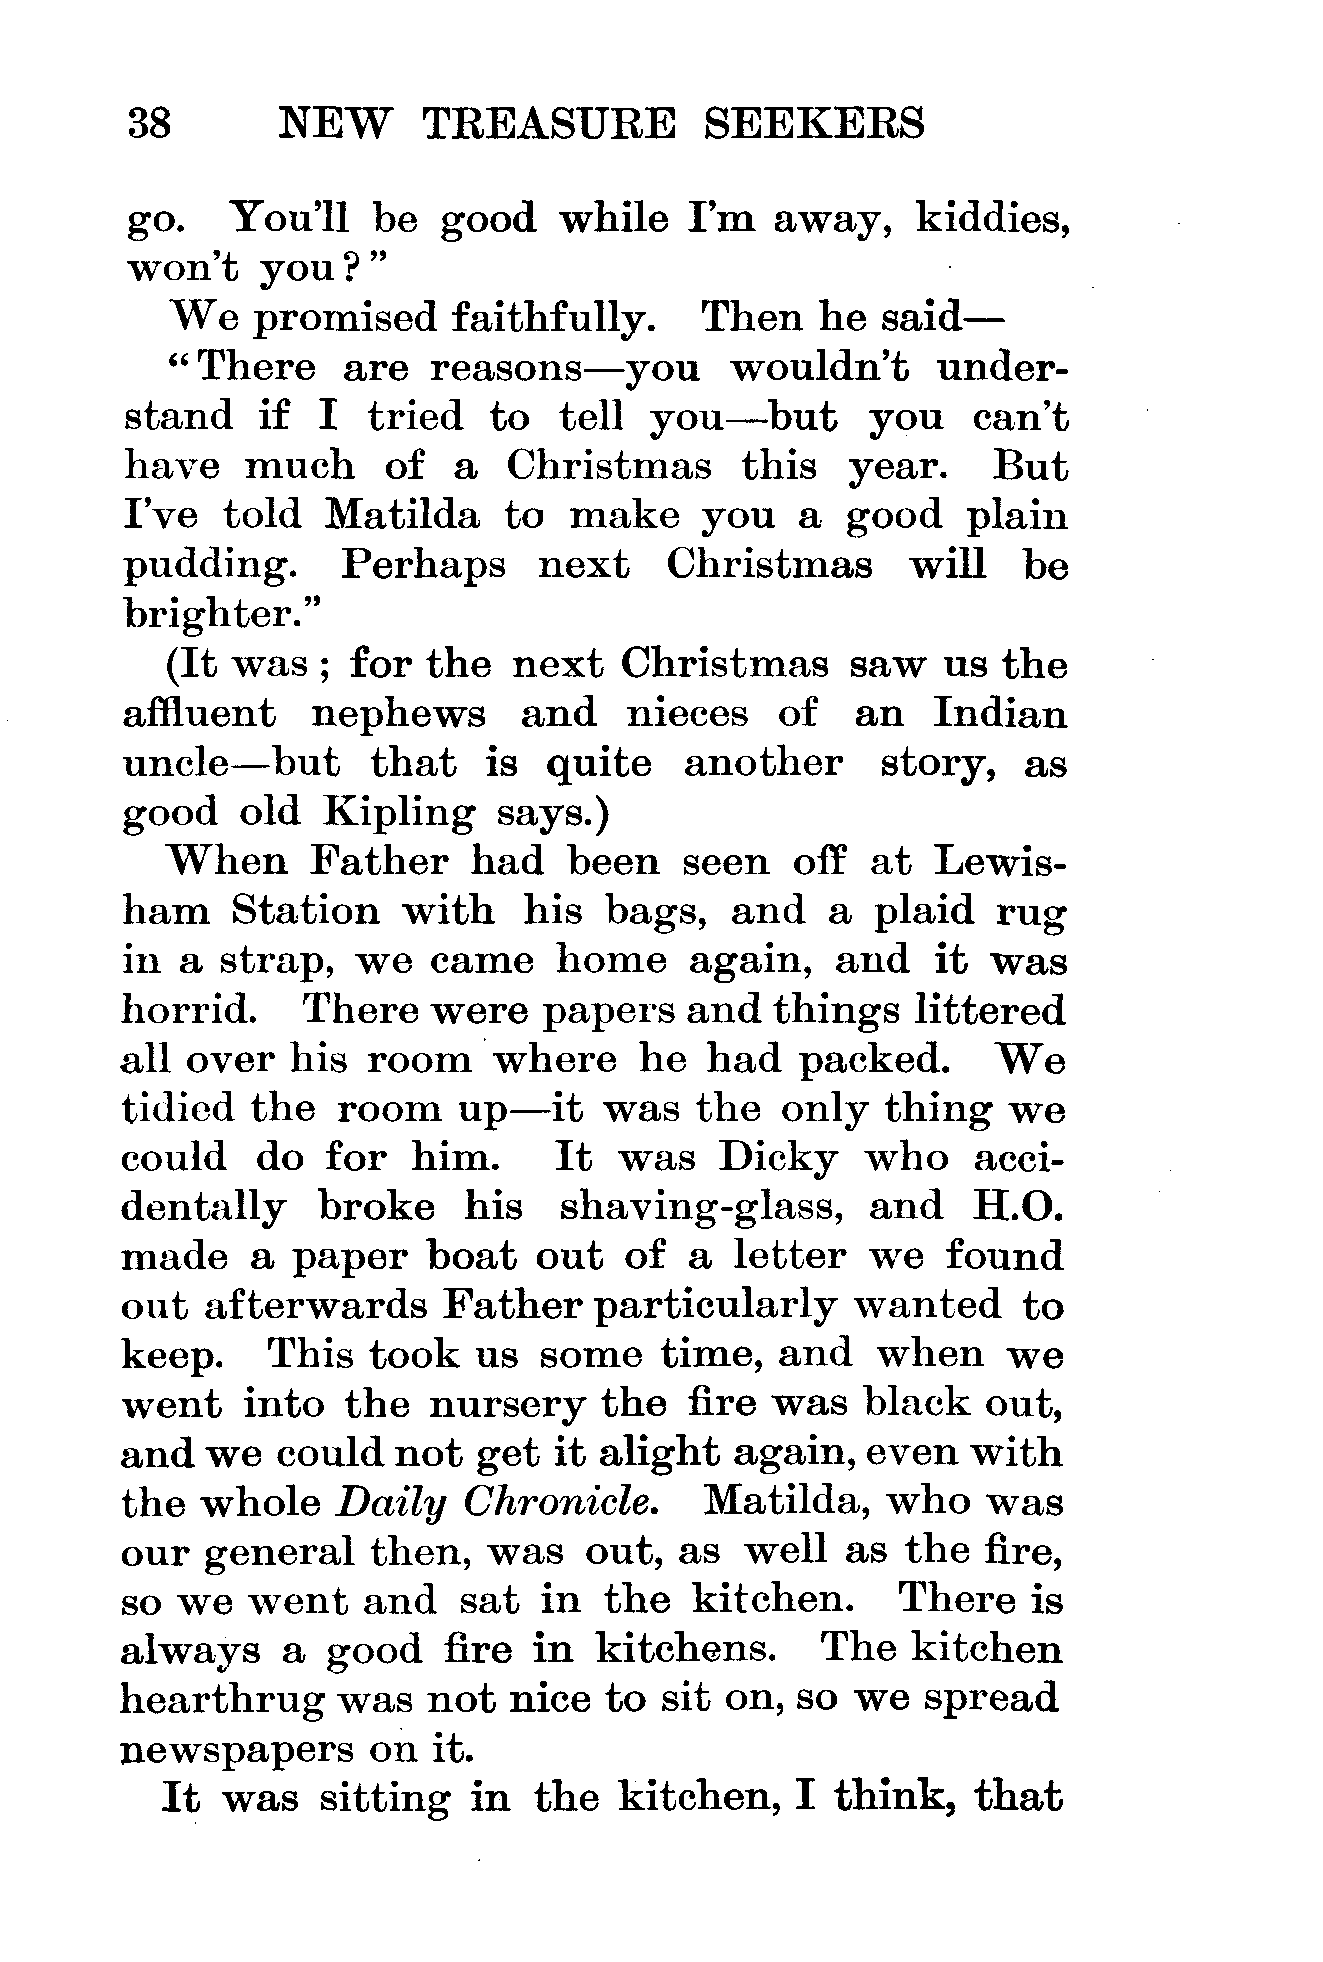 38 NEW TREASURE SEEKERS
go. You'll be good while I'm away, kiddies,
won't you?"
We promised faithfully. Then he said—
"There are reasons—you wouldn't under-
stand if I tried to tell you—but you can't
have much of a Christmas this year. But
I've told Matilda to make you a good plain
pudding. Perhaps next Christmas will be
brighter."
(It was; for the next Christmas saw us the
affluent nephews and nieces of an Indian
uncle—but that is quite another story, as
good old Kipling says.)
When Father had been seen off at Lewis-
ham Station with his bags, and a plaid rug
in a strap, we came home again, and it was
horrid. There were papers and things littered
all over his room where he had packed. We
tidied the room up—it was the only thing we
could do for him. It was Dicky who acci-
dentally broke his shaving-glass, and H.O.
made a paper boat out of a letter we found
out afterwards Father particularly wanted to
keep. This took us some time, and when we
went into the nursery the fire was black out,
and we could not get it alight again, even with
the whole Daily Chronicle. Matilda, who was
our general then, was out, as well as the fire,
so we went and sat in the kitchen. There is
always a good fire in kitchens. The kitchen
hearthrug was not nice to sit on, so we spread
newspapers on it.
It was sitting in the kitchen, I think, that